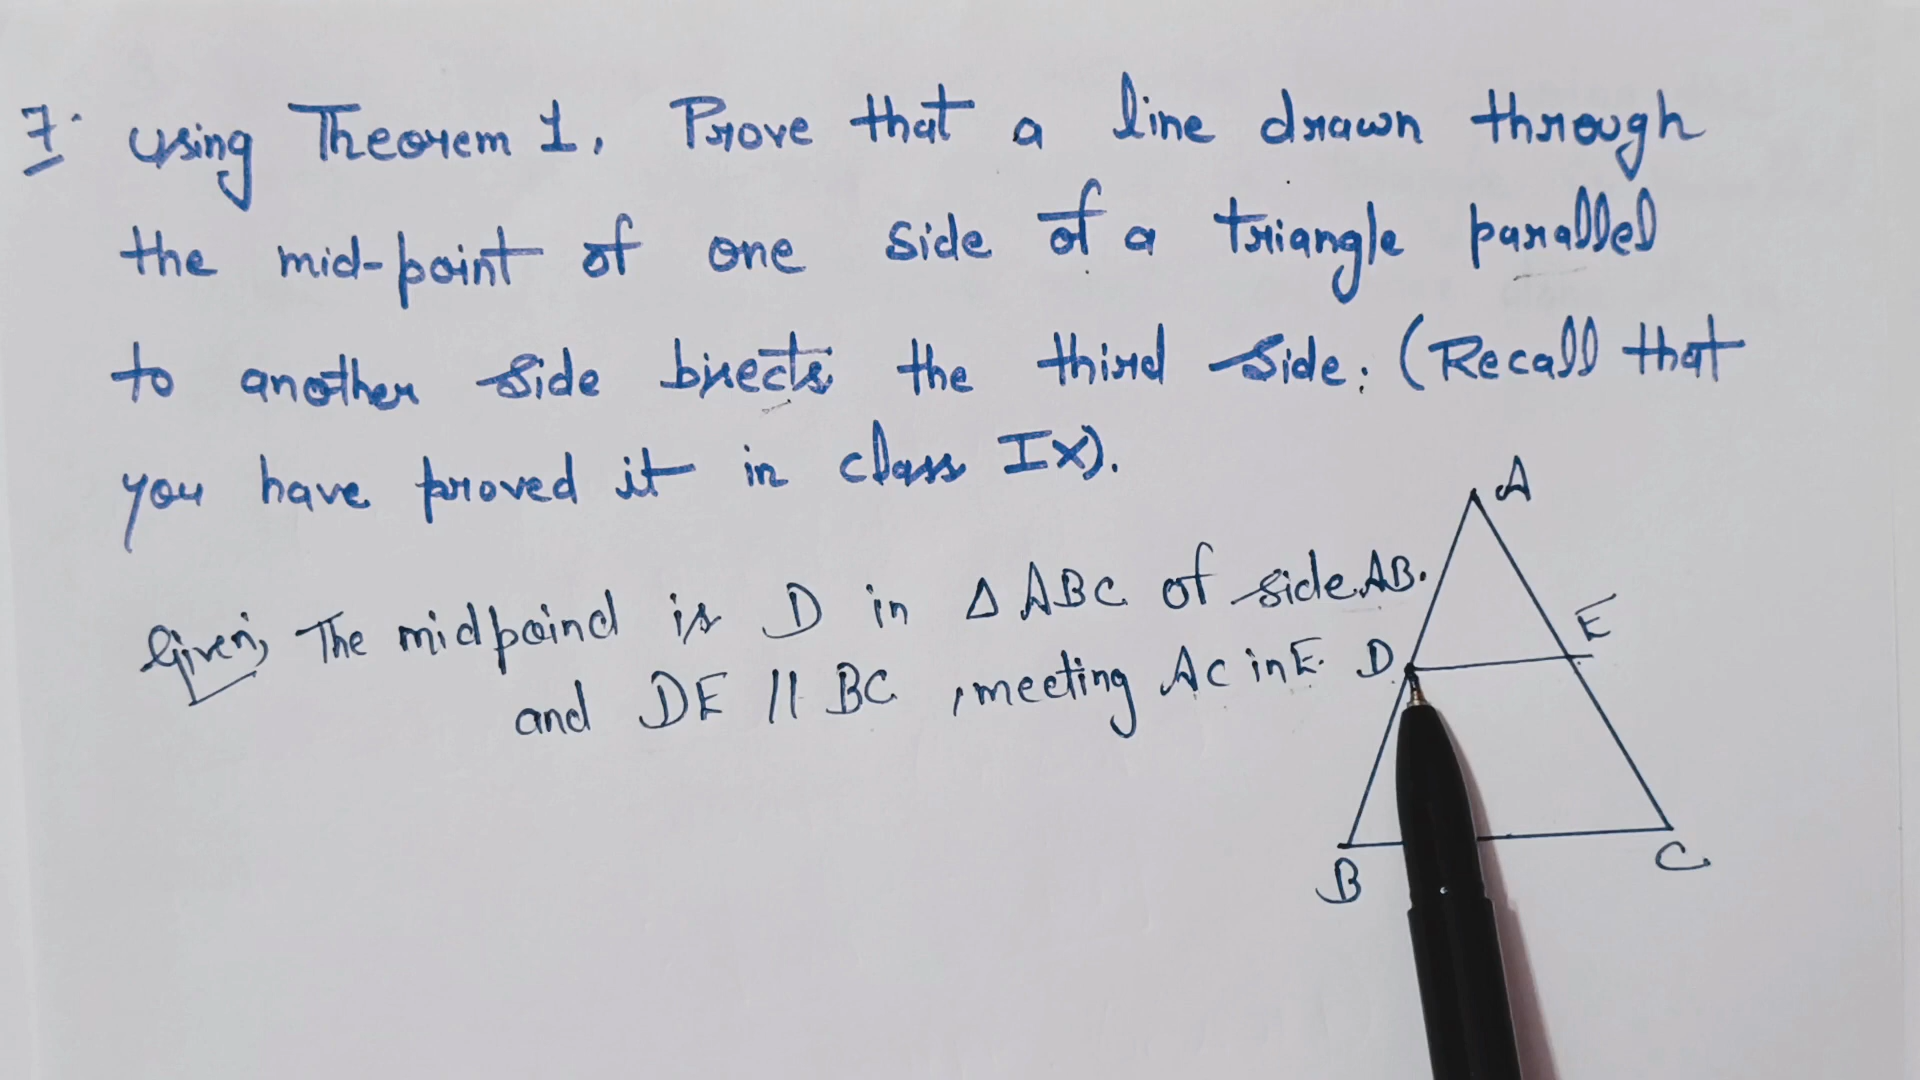 7. Using Theorem 1, Prove that a line drawn through
the mid-point of one side of a triangle parallel
to another side bisects the third side. (Recall that
you have proved it in class IX).
Given, The midpoind is D in △ ABC of side AB.
and DE || BC, meeting AC in E.
A
E
D
B
C